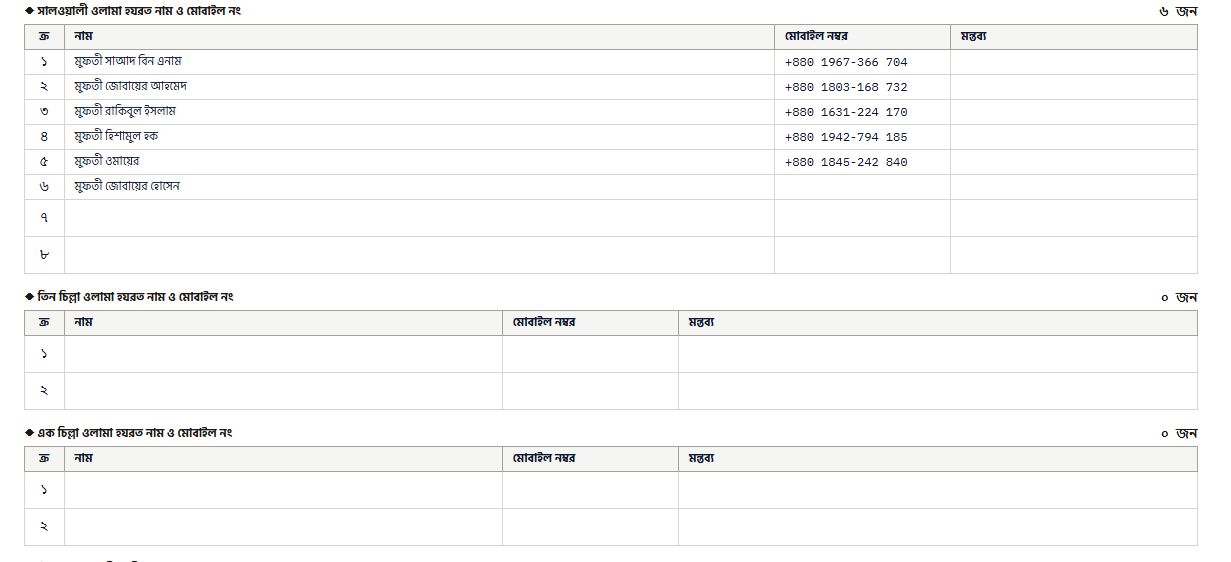 ◆ সালওয়ালী ওলামা হযরত নাম ও মোবাইল নং ৬ জন
ক্র নাম মোবাইল নম্বর মন্তব্য
১ মুফতী সাআদ বিন এনাম +880 1967-366 704
২ মুফতী জোবায়ের আহমেদ +880 1803-168 732
৩ মুফতী রাকিবুল ইসলাম +880 1631-224 170
৪ মুফতী হিশামুল হক +880 1942-794 185
৫ মুফতী ওমায়ের +880 1845-242 840
৬ মুফতী জোবায়ের হোসেন
৭
৮
◆ তিন চিল্লা ওলামা হযরত নাম ও মোবাইল নং ০ জন
ক্র নাম মোবাইল নম্বর মন্তব্য
১
২
◆ এক চিল্লা ওলামা হযরত নাম ও মোবাইল নং ০ জন
ক্র নাম মোবাইল নম্বর মন্তব্য
১
২